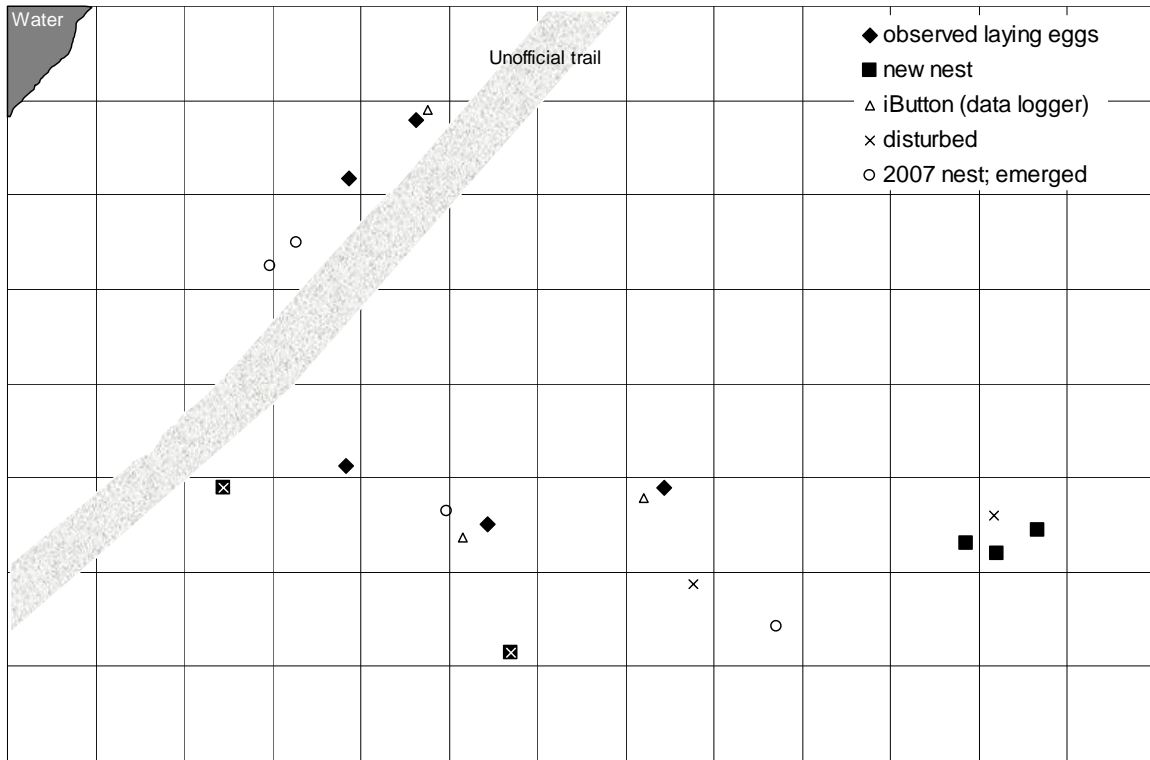 Water
Unofficial trail
observed laying eggs
new nest
iButton (data logger)
disturbed
2007 nest; emerged